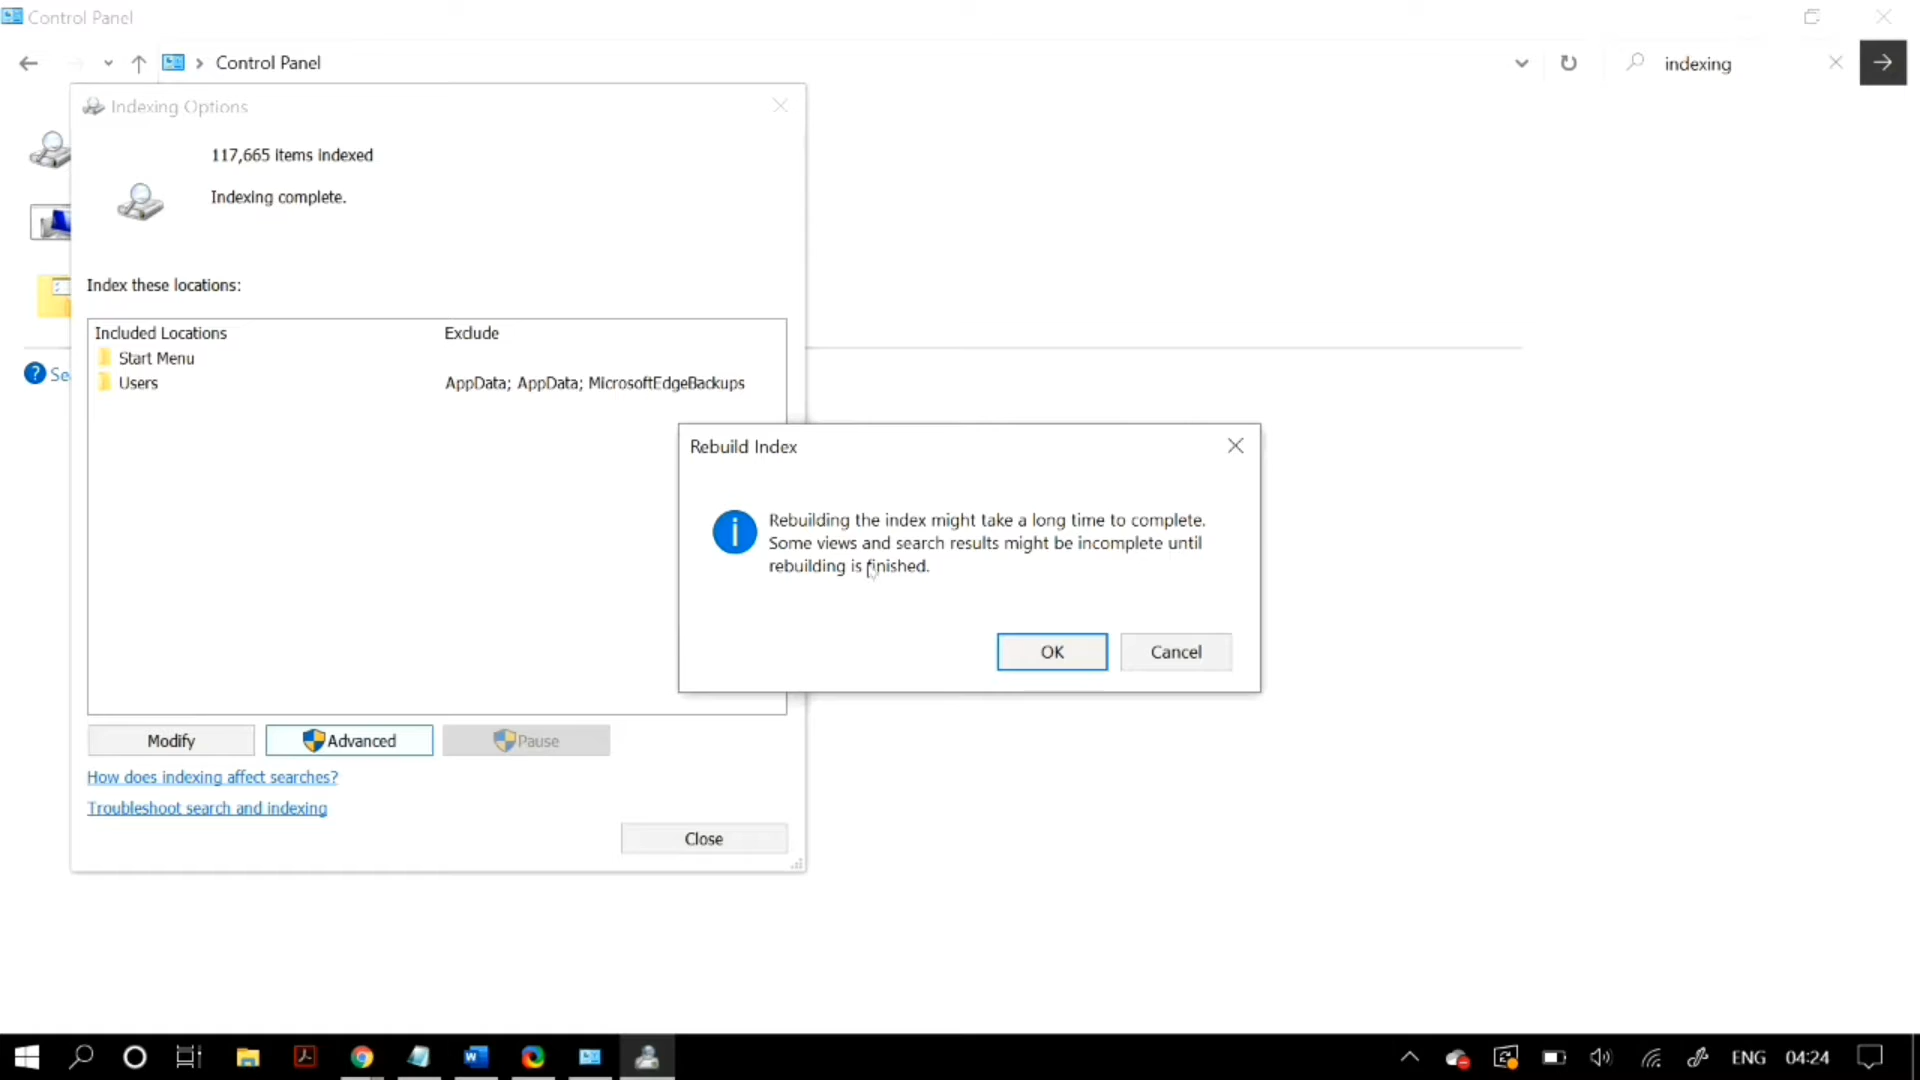 Control Panel
Control Panel
indexing
Indexing Options
117,665 items indexed
Indexing complete.
Index these locations:
Included Locations Exclude
Start Menu
Users AppData; AppData; MicrosoftEdgeBackups
Se
Rebuild Index
Rebuilding the index might take a long time to complete.
Some views and search results might be incomplete until
rebuilding is finished.
OK Cancel
Modify Advanced Pause
How does indexing affect searches?
Troubleshoot search and indexing
Close
ENG 04:24